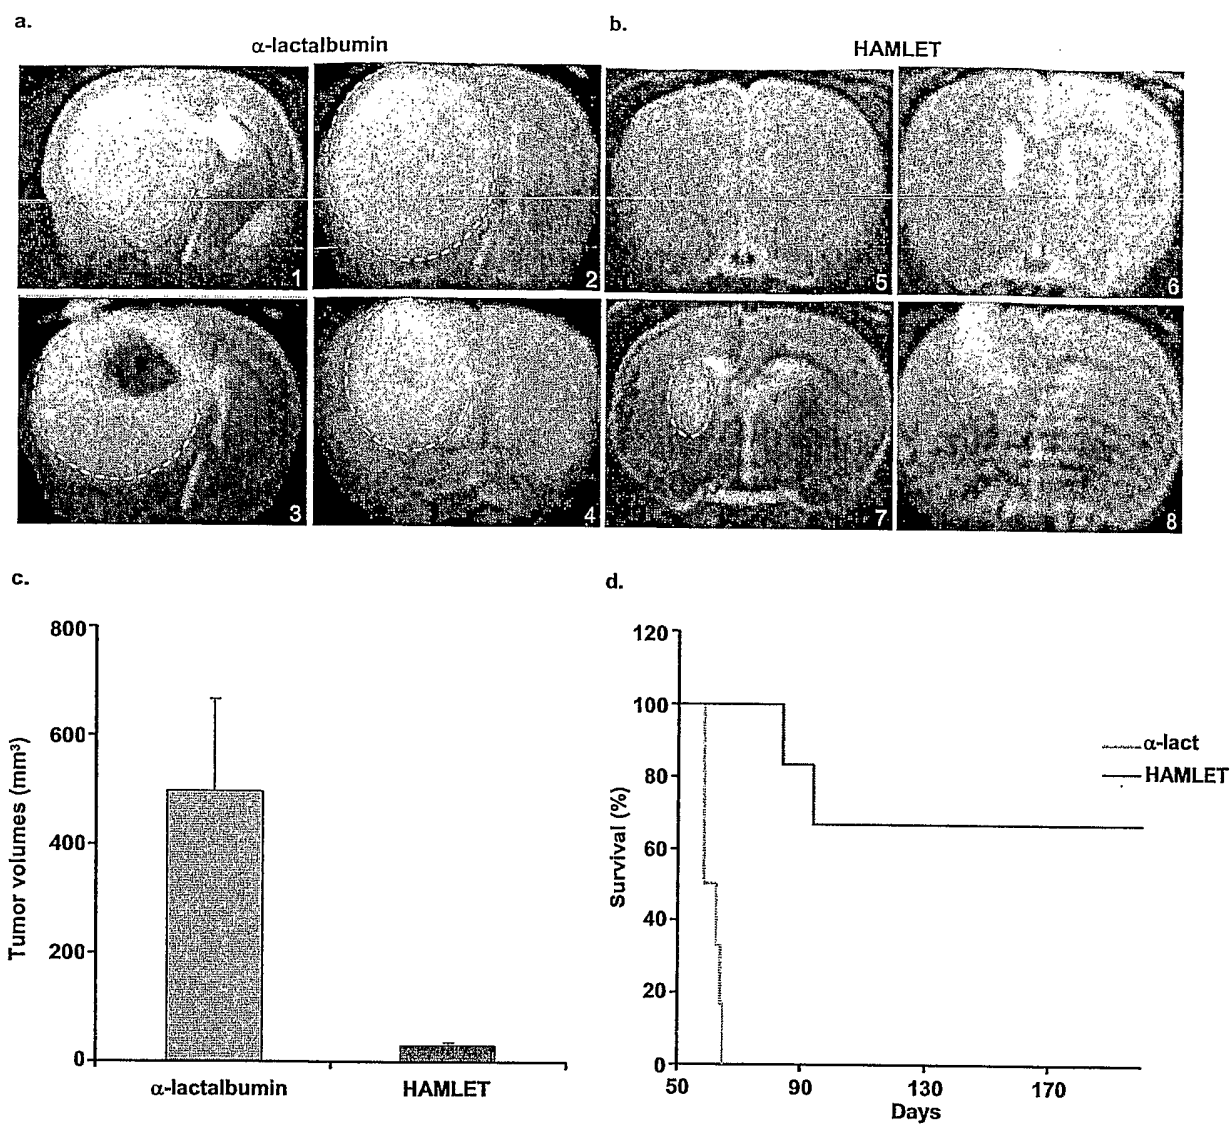 a.
b.
α-lactalbumin
HAMLET
1
2
5
6
3
4
7
8
c.
d.
800
600
400
200
0
Tumor volumes (mm³)
α-lactalbumin
HAMLET
120
100
80
60
40
20
0
Survival (%)
50
90
130
170
Days
α-lact
HAMLET